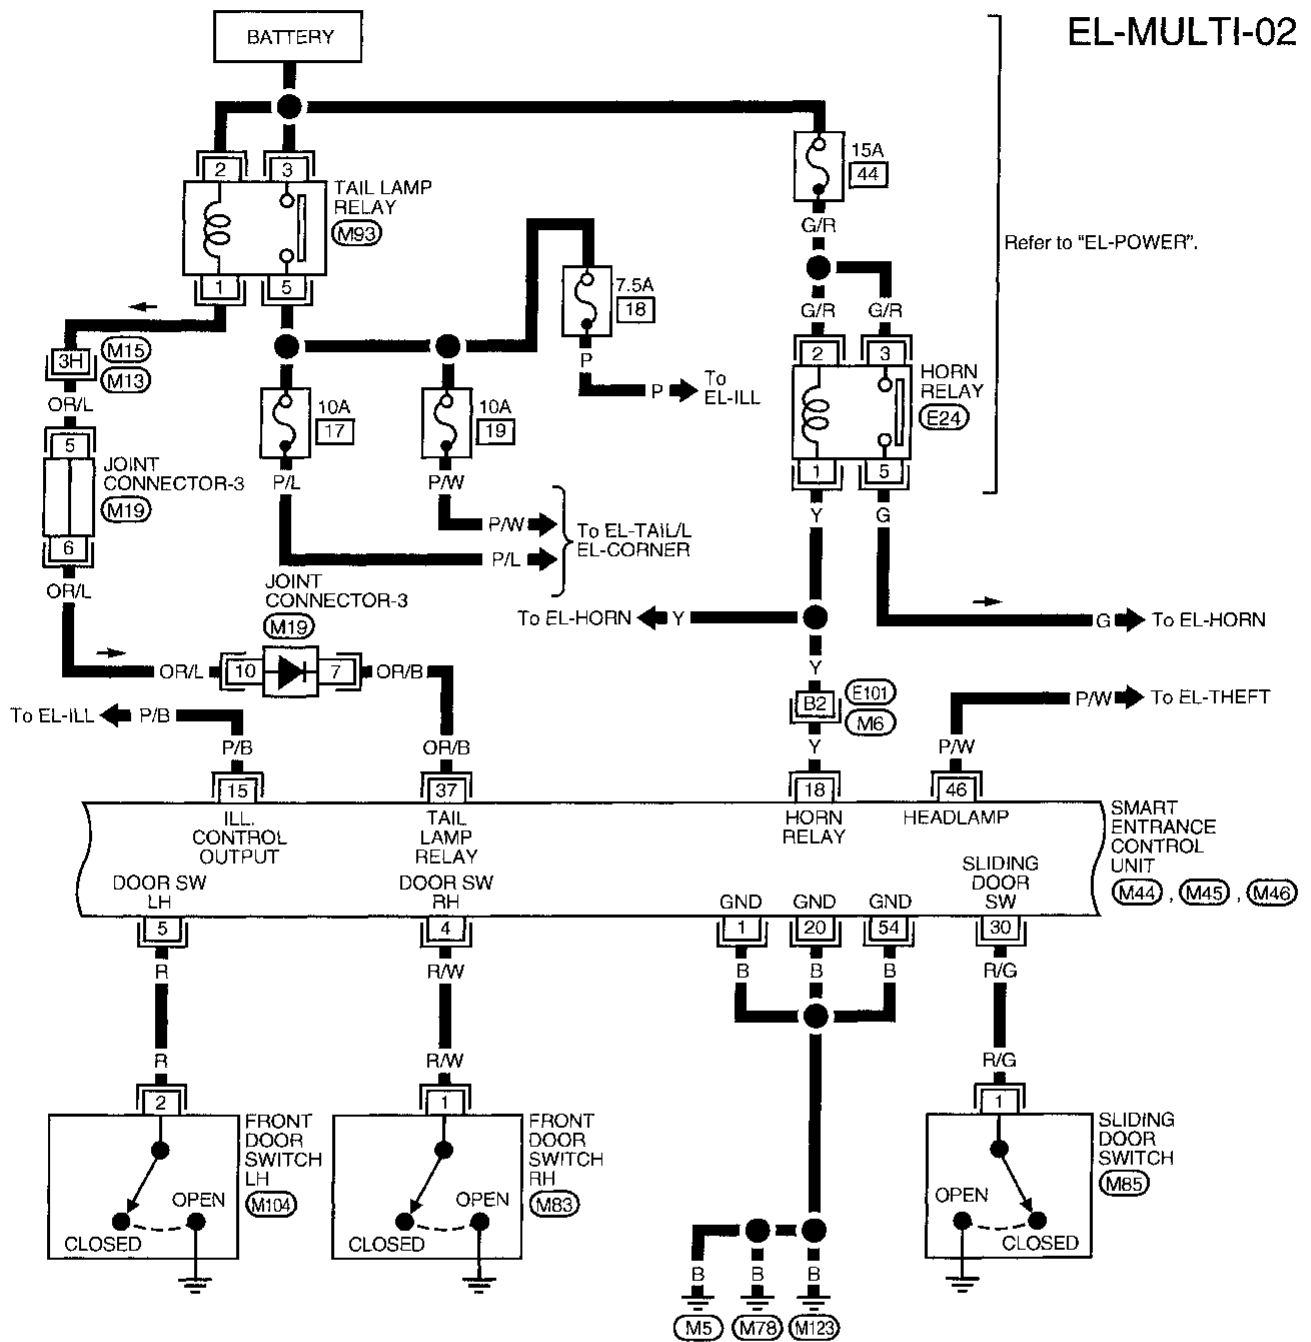 EL-MULTI-02
BATTERY
2
3
TAIL LAMP
RELAY
M93
1
5
15A
44
G/R
Refer to "EL-POWER".
G/R
G/R
2
3
HORN
RELAY
E24
1
5
7.5A
18
P
P
To
EL-ILL
3H
M15
M13
OR/L
5
JOINT
CONNECTOR-3
M19
6
OR/L
10A
17
10A
19
P/L
P/W
P/W
P/L
To EL-TAIL/L
EL-CORNER
Y
G
JOINT
CONNECTOR-3
M19
To EL-HORN
Y
G
To EL-HORN
OR/L
10
7
OR/B
Y
B2
E101
M6
P/W
To EL-THEFT
To EL-ILL
P/B
P/B
OR/B
Y
P/W
15
37
18
46
ILL.
CONTROL
OUTPUT
TAIL
LAMP
RELAY
HORN
RELAY
HEADLAMP
SMART
ENTRANCE
CONTROL
UNIT
M44 , M45 , M46
DOOR SW
LH
DOOR SW
RH
GND
GND
GND
SLIDING
DOOR
SW
5
4
1
20
54
30
R
R/W
B
B
B
R/G
R
R/W
R/G
2
1
1
FRONT
DOOR
SWITCH
LH
M104
OPEN
CLOSED
FRONT
DOOR
SWITCH
RH
M83
OPEN
CLOSED
SLIDING
DOOR
SWITCH
M85
OPEN
CLOSED
B
B
B
M5
M78
M123